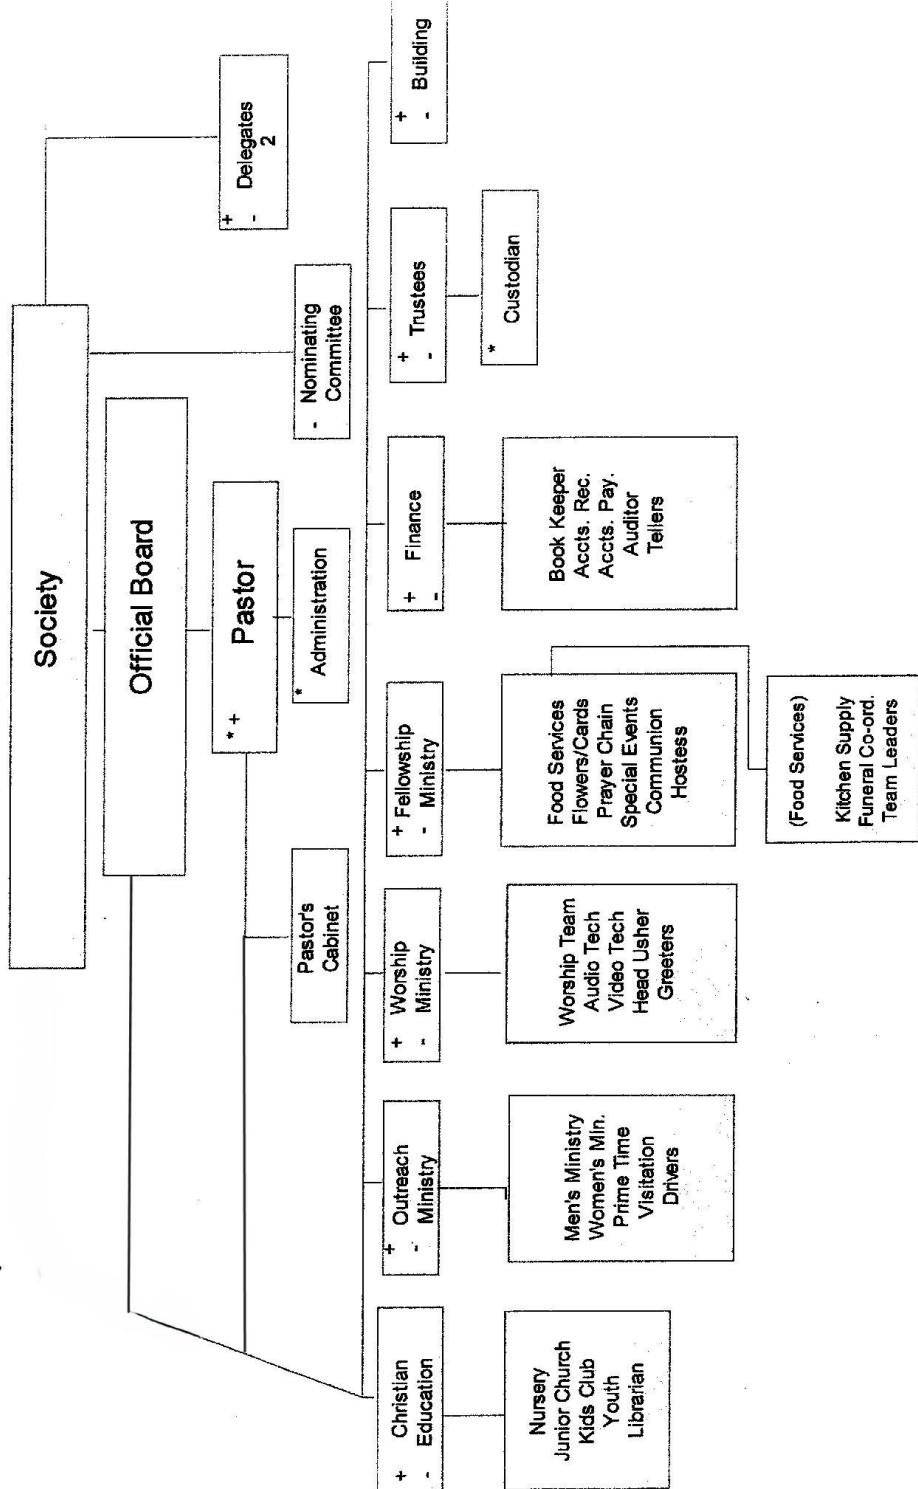 Society
Official Board
+
- Delegates
2
* + Pastor
- Nominating
Committee
* Administration
Pastor's
Cabinet
+ Christian
- Education
+ Outreach
- Ministry
+ Worship
- Ministry
+ Fellowship
- Ministry
+ Finance
-
+
- Trustees
+
- Building
Nursery
Junior Church
Kids Club
Youth
Librarian
Men's Ministry
Women's Min.
Prime Time
Visitation
Drivers
Worship Team
Audio Tech
Video Tech
Head Usher
Greeters
Food Services
Flowers/Cards
Prayer Chain
Special Events
Communion
Hostess
Book Keeper
Accts. Rec.
Accts. Pay.
Auditor
Tellers
* Custodian
(Food Services)
Kitchen Supply
Funeral Co-ord.
Team Leaders